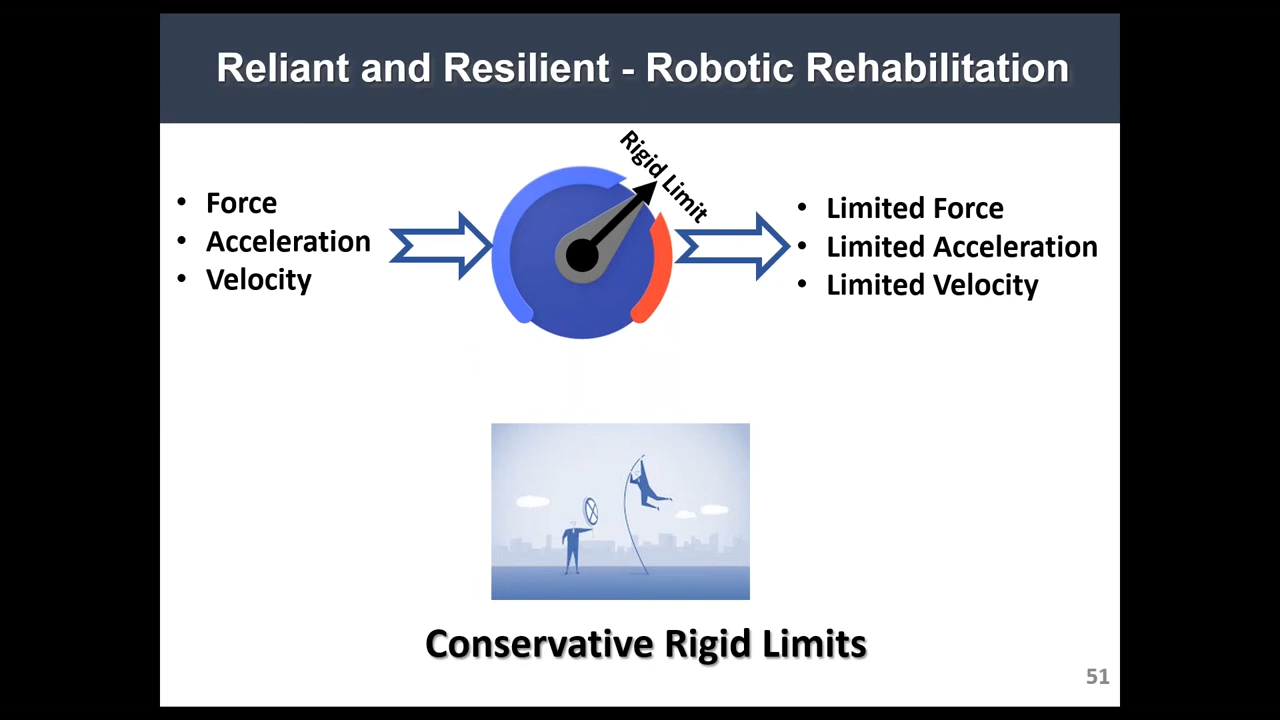 Reliant and Resilient - Robotic Rehabilitation
• Force
• Acceleration
• Velocity
Rigid Limit
• Limited Force
• Limited Acceleration
• Limited Velocity
Conservative Rigid Limits
51